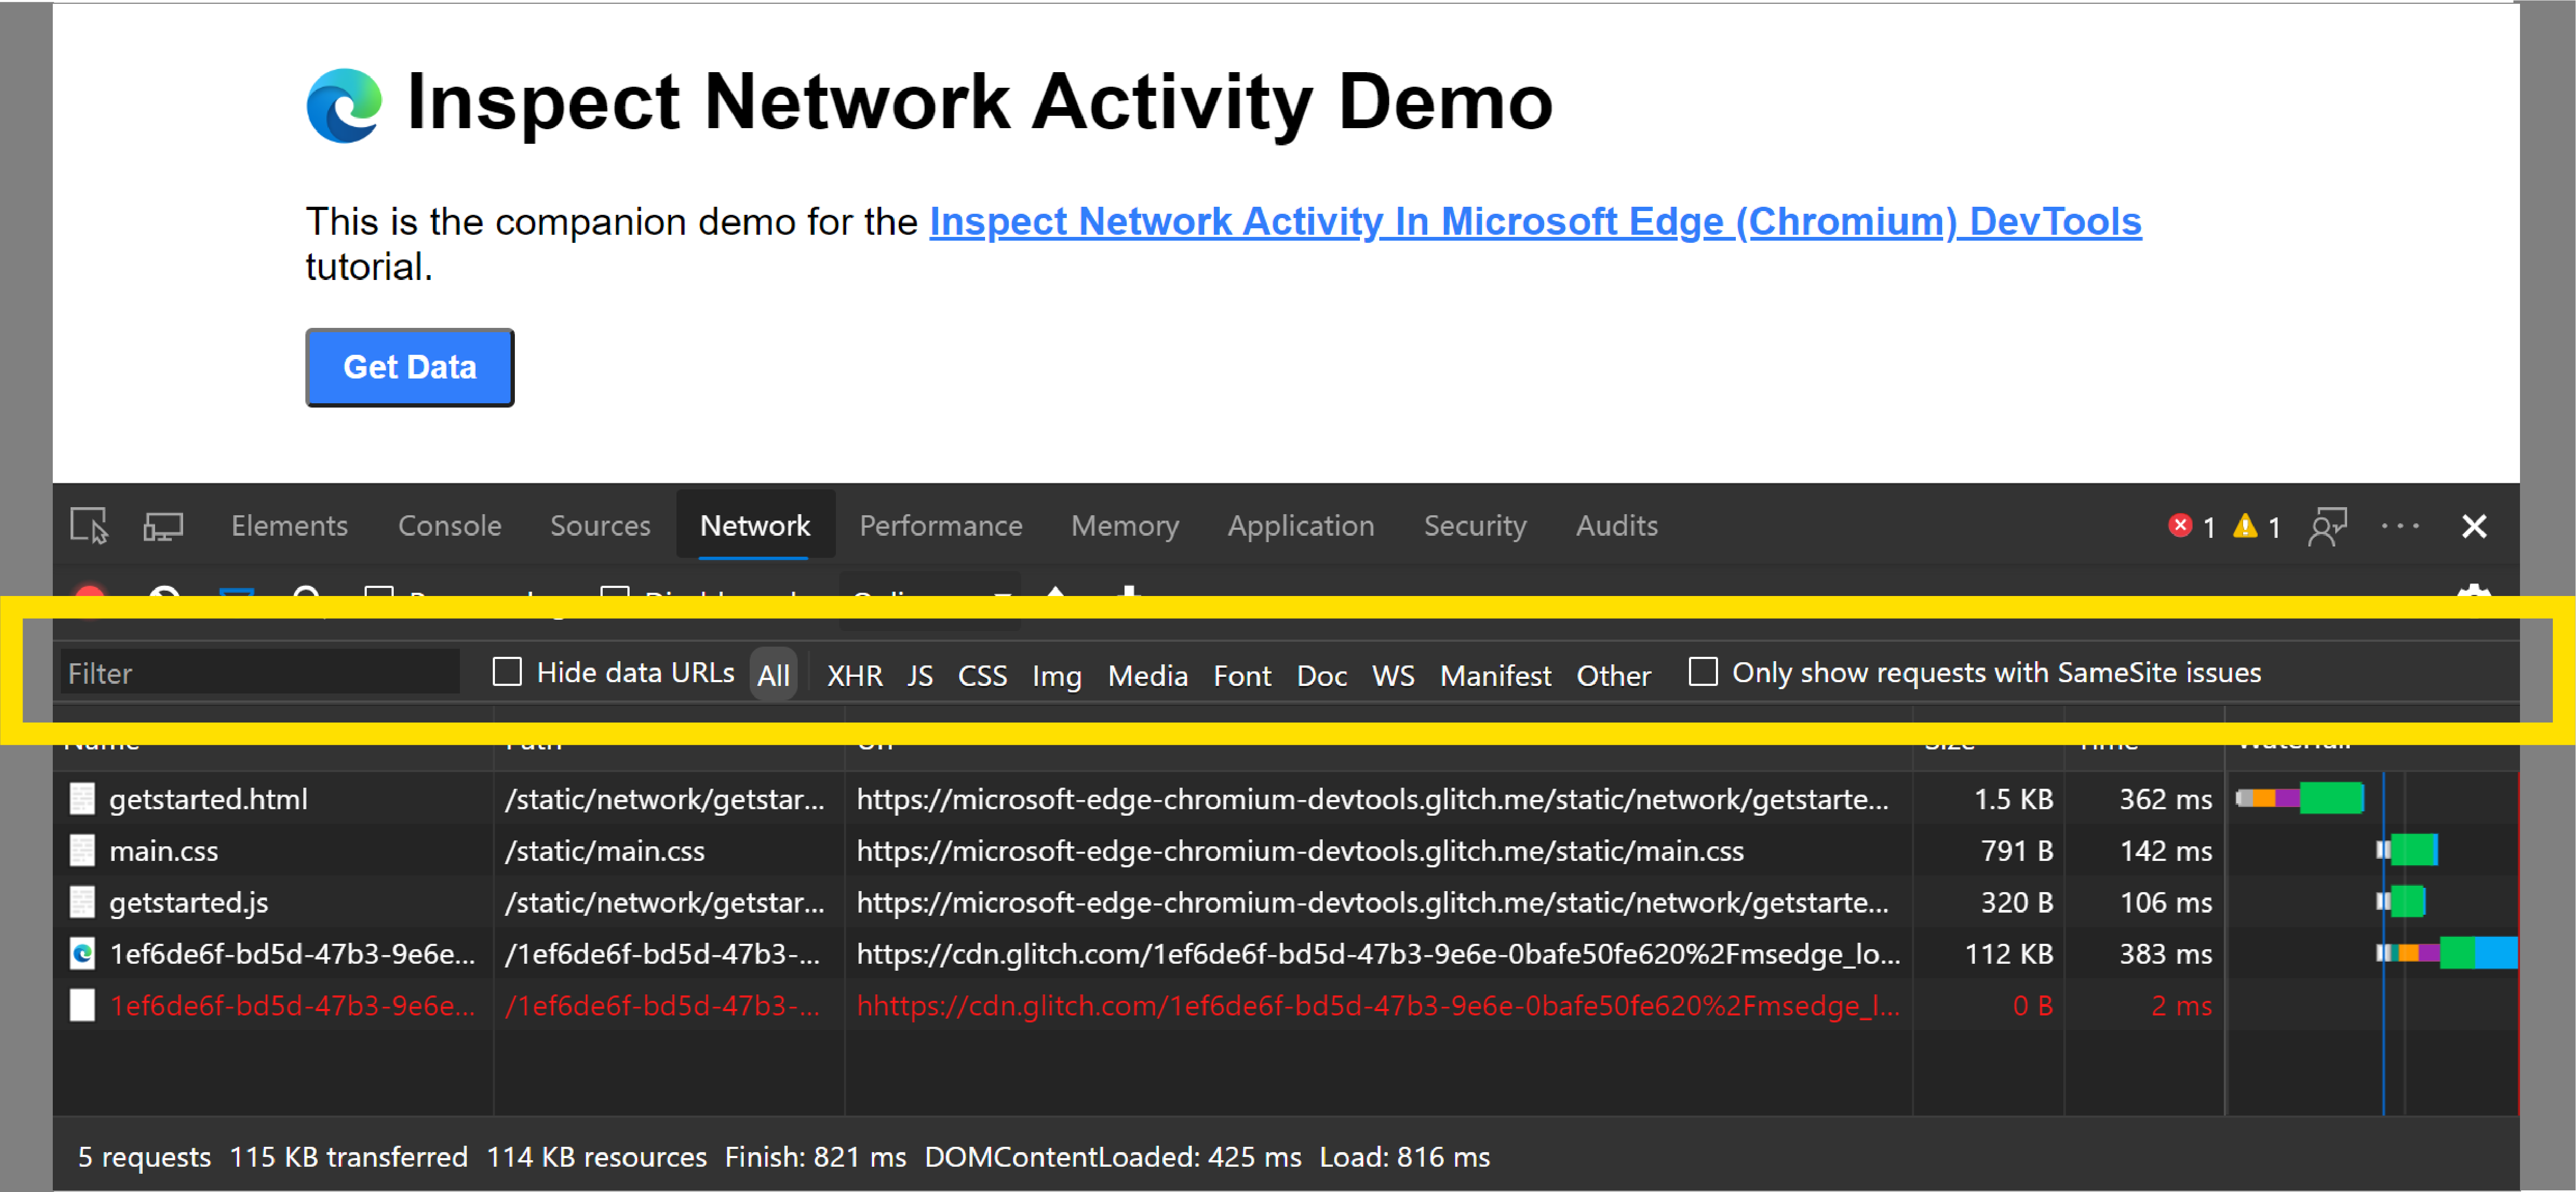 Inspect Network Activity Demo
This is the companion demo for the Inspect Network Activity In Microsoft Edge (Chromium) DevTools
tutorial.
Get Data
Elements Console Sources Network Performance Memory Application Security Audits 1 1
Filter Hide data URLs All XHR JS CSS Img Media Font Doc WS Manifest Other Only show requests with SameSite issues
getstarted.html /static/network/getstar... https://microsoft-edge-chromium-devtools.glitch.me/static/network/getstarte... 1.5 KB 362 ms
main.css /static/main.css https://microsoft-edge-chromium-devtools.glitch.me/static/main.css 791 B 142 ms
getstarted.js /static/network/getstar... https://microsoft-edge-chromium-devtools.glitch.me/static/network/getstarte... 320 B 106 ms
1ef6de6f-bd5d-47b3-9e6e... /1ef6de6f-bd5d-47b3-... https://cdn.glitch.com/1ef6de6f-bd5d-47b3-9e6e-0bafe50fe620%2Fmsedge_lo... 112 KB 383 ms
1ef6de6f-bd5d-47b3-9e6e... /1ef6de6f-bd5d-47b3-... hhttps://cdn.glitch.com/1ef6de6f-bd5d-47b3-9e6e-0bafe50fe620%2Fmsedge_l... 0 B 2 ms
5 requests 115 KB transferred 114 KB resources Finish: 821 ms DOMContentLoaded: 425 ms Load: 816 ms